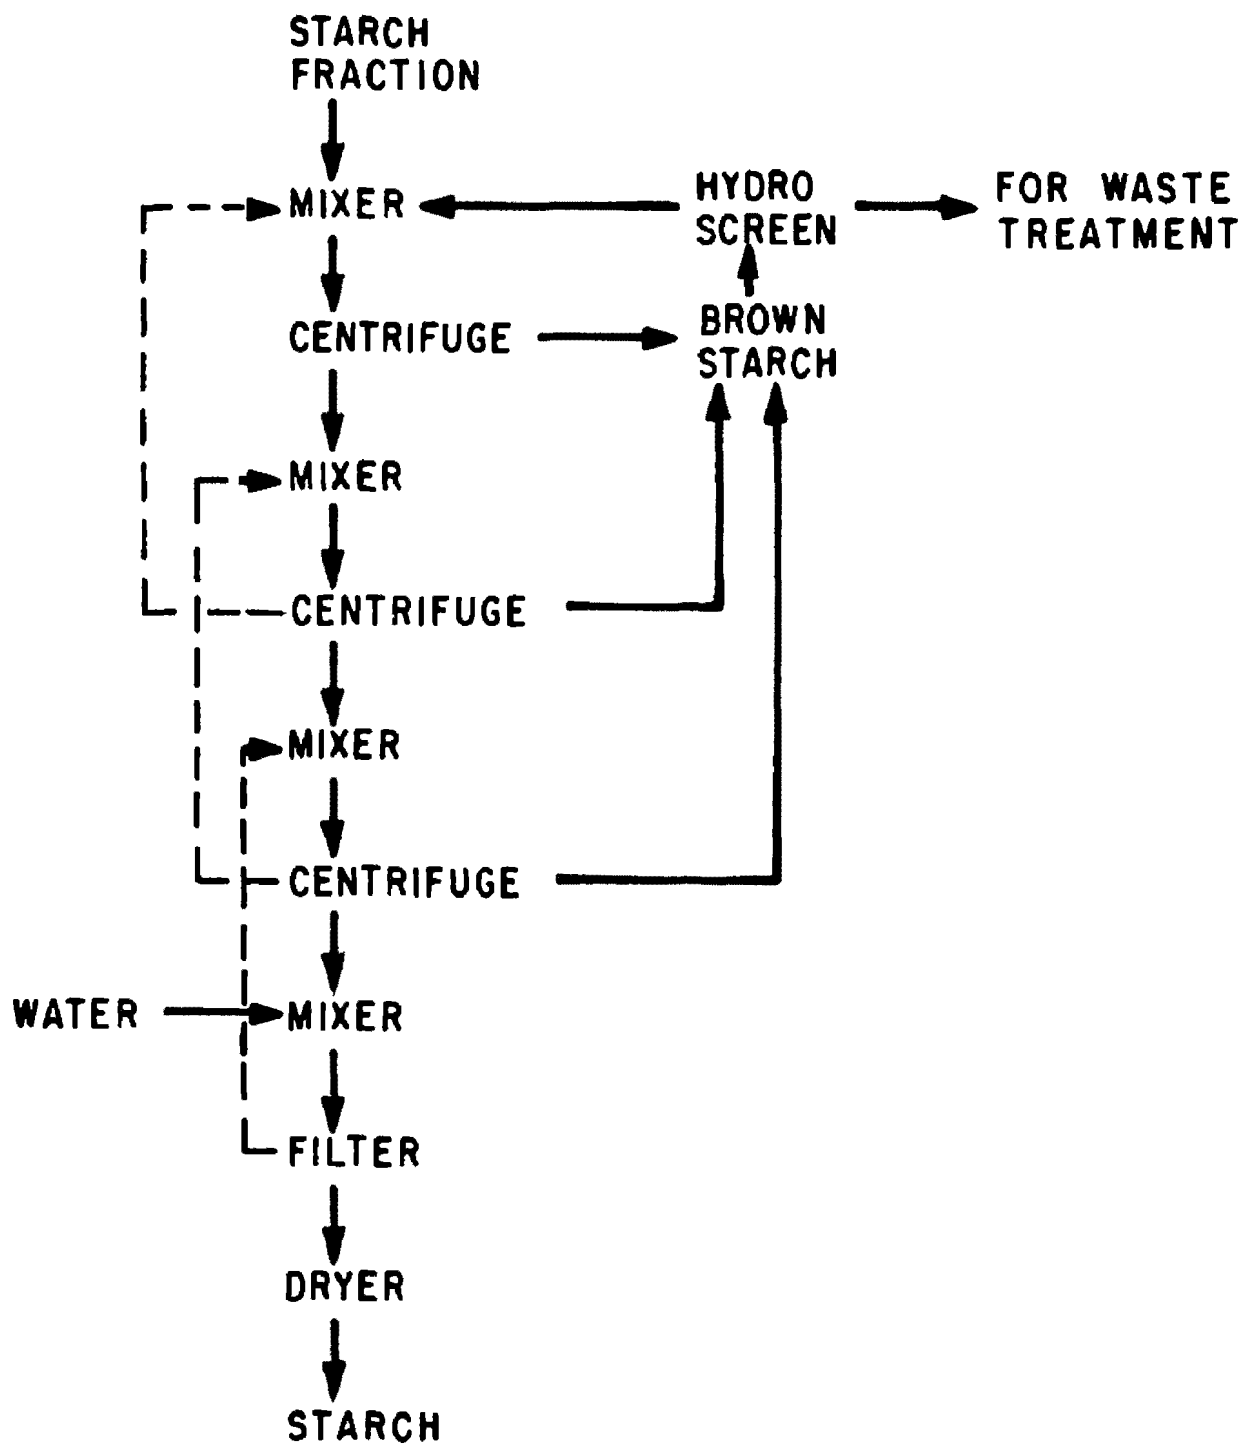 STARCH
FRACTION
MIXER
HYDRO
SCREEN
FOR WASTE
TREATMENT
CENTRIFUGE
BROWN
STARCH
MIXER
CENTRIFUGE
MIXER
CENTRIFUGE
WATER
MIXER
FILTER
DRYER
STARCH